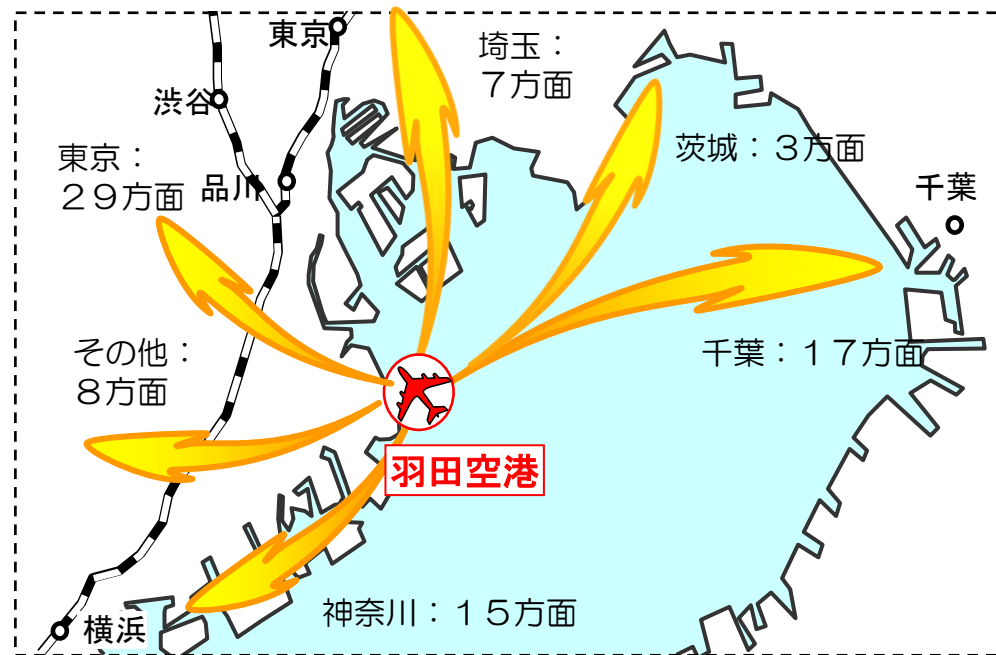 東京
埼玉：
７方面
渋谷
東京：
２９方面
品川
茨城：３方面
千葉
その他：
８方面
千葉：１７方面
羽田空港
神奈川：１５方面
横浜